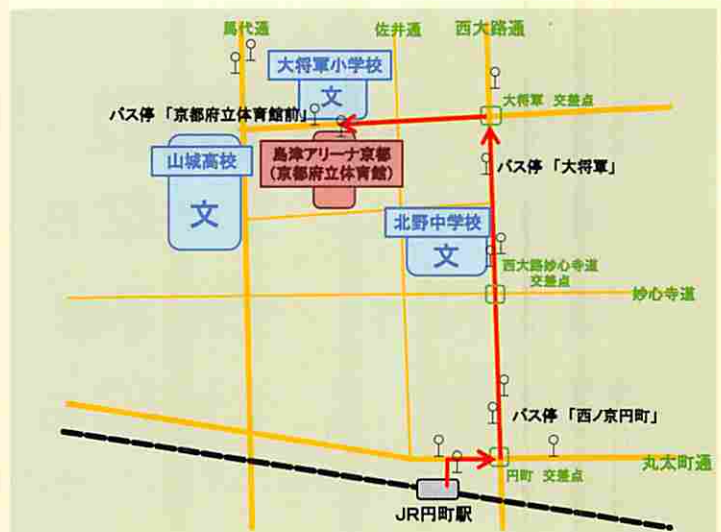 馬代通
佐井通
西大路通
大将軍小学校
文
大将軍 交差点
バス停 「京都府立体育館前」
山城高校
文
島津アリーナ京都
(京都府立体育館)
バス停 「大将軍」
北野中学校
文
西大路妙心寺道
交差点
妙心寺道
バス停 「西ノ京円町」
丸太町通
円町 交差点
JR円町駅